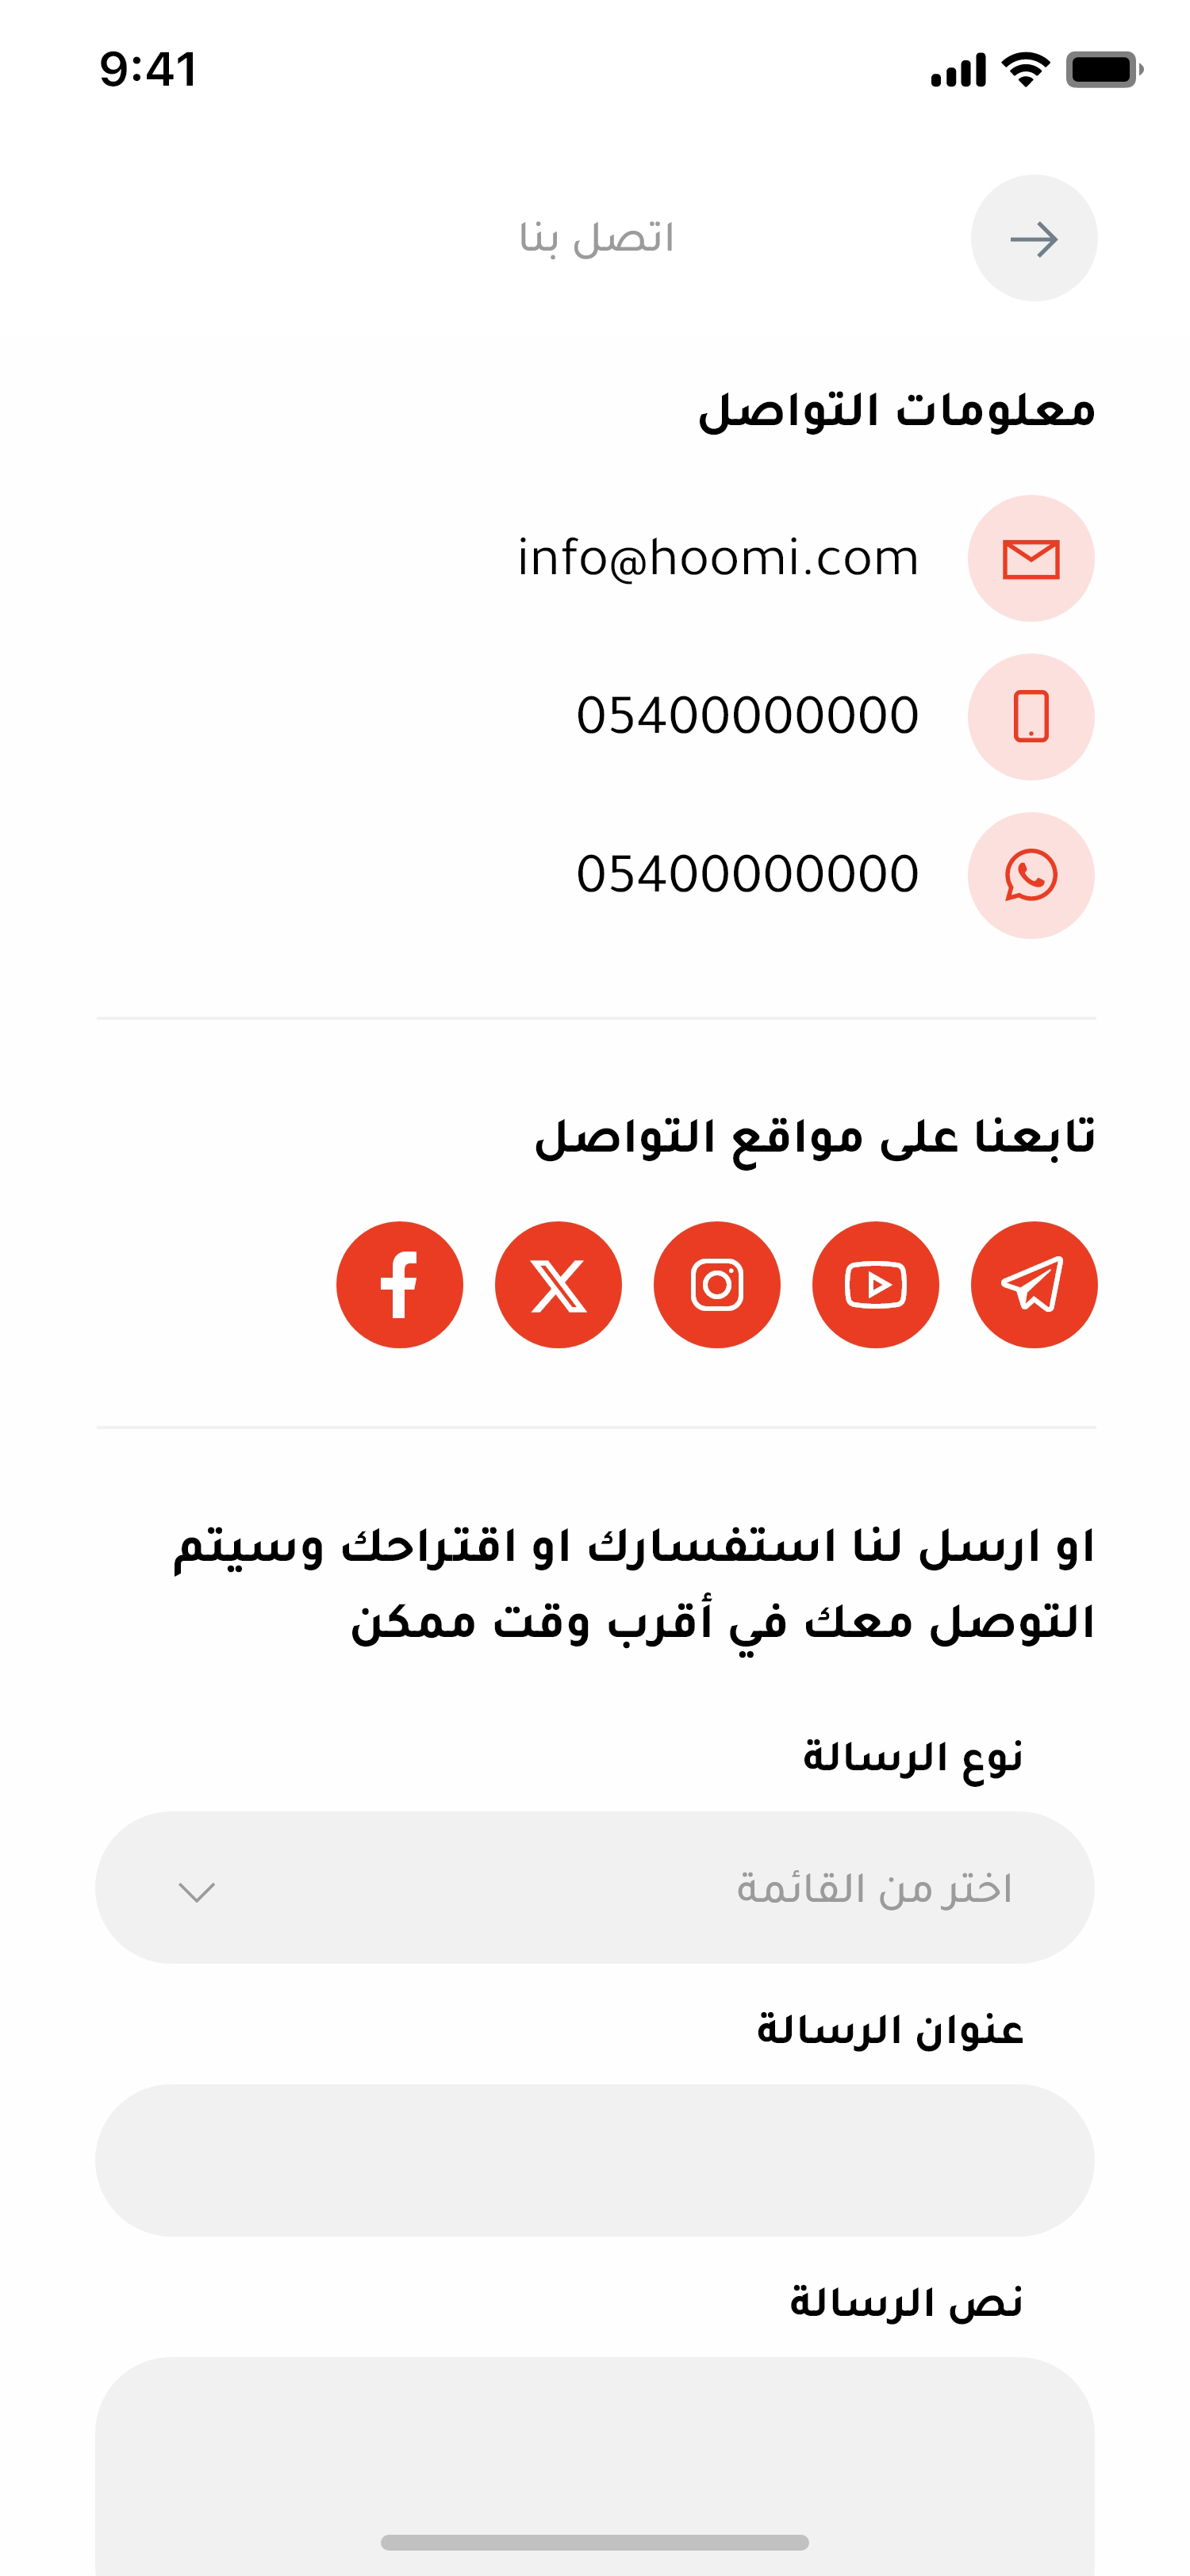 9:41
اتصل بنا
معلومات التواصل
info@hoomi.com
05400000000
05400000000
تابعنا على مواقع التواصل
او ارسل لنا استفسارك او اقتراحك وسيتم
التوصل معك في أقرب وقت ممكن
نوع الرسالة
اختر من القائمة
عنوان الرسالة
نص الرسالة